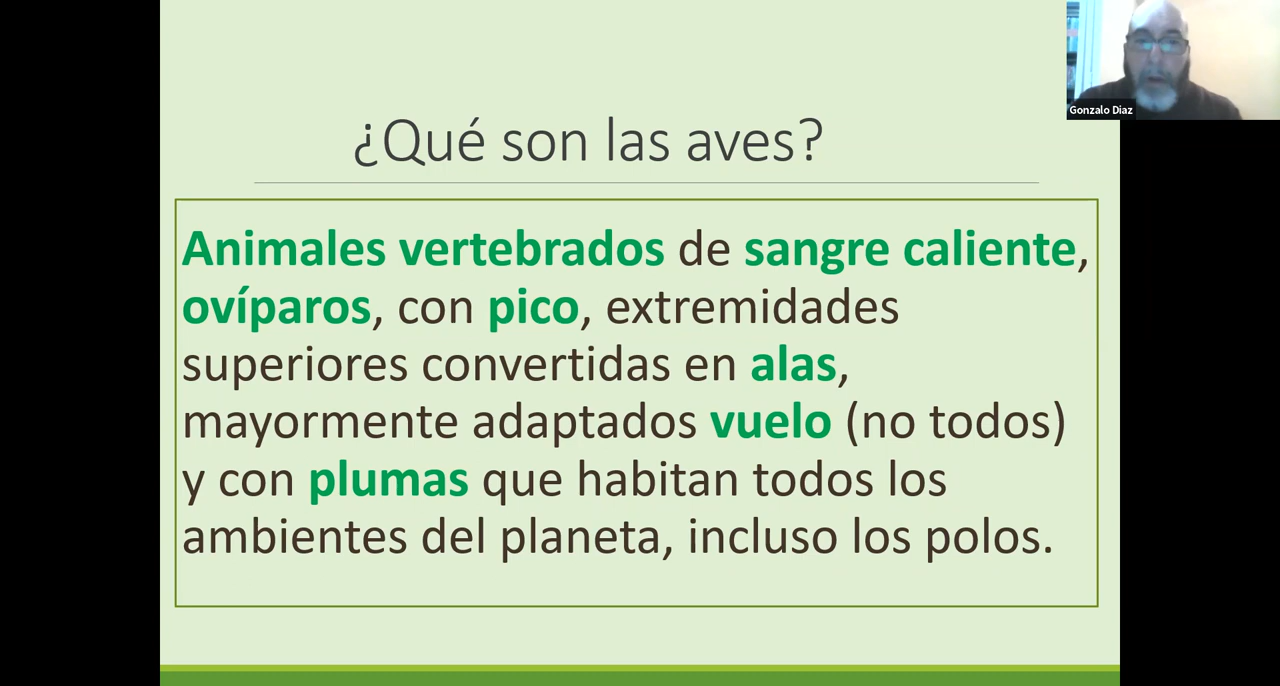 ¿Qué son las aves?
Animales vertebrados de sangre caliente,
ovíparos, con pico, extremidades
superiores convertidas en alas,
mayormente adaptados vuelo (no todos)
y con plumas que habitan todos los
ambientes del planeta, incluso los polos.
Gonzalo Diaz